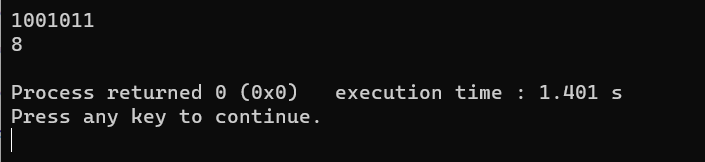 1001011
8
Process returned 0 (0x0)   execution time : 1.401 s
Press any key to continue.